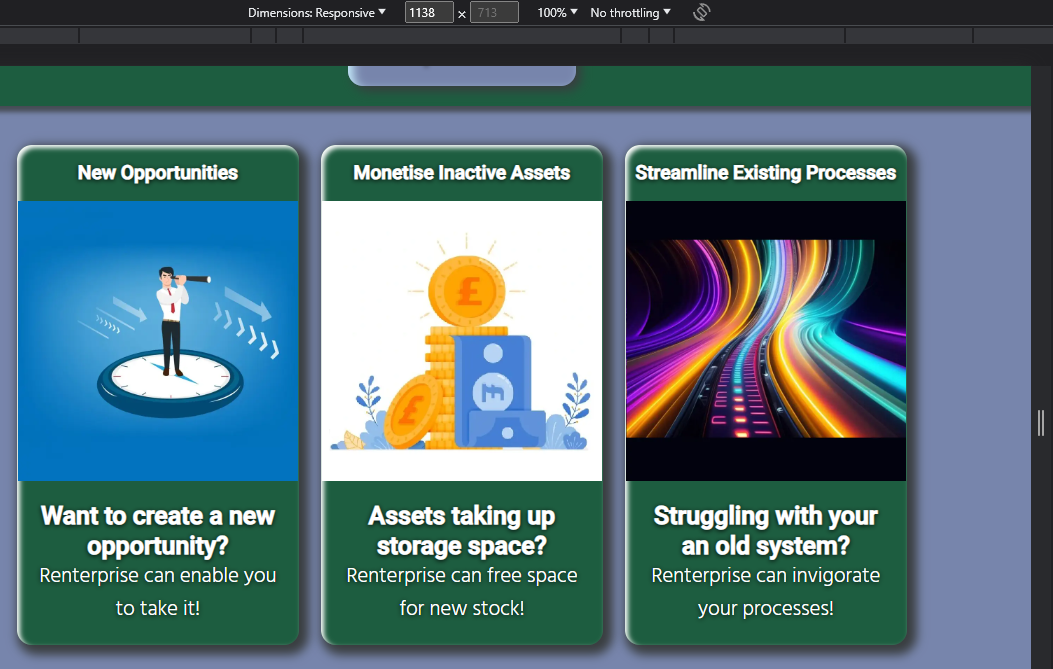 Dimensions: Responsive ▼ 1138 × 713 100% ▼ No throttling ▼
New Opportunities
Want to create a new
opportunity?
Renterprise can enable you
to take it!
Monetise Inactive Assets
£
£
£
Assets taking up
storage space?
Renterprise can free space
for new stock!
Streamline Existing Processes
Struggling with your
an old system?
Renterprise can invigorate
your processes!